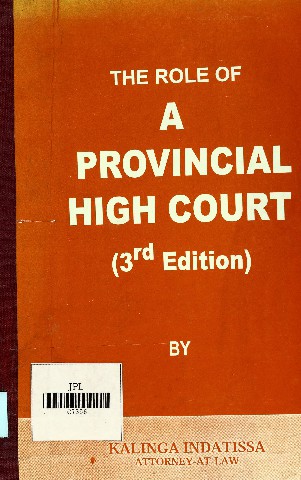 THE ROLE OF
A
PROVINCIAL
HIGH COURT
(3rd Edition)
BY
JPL
KALINGA INDATISSA
ATTORNEY-AT-LAW